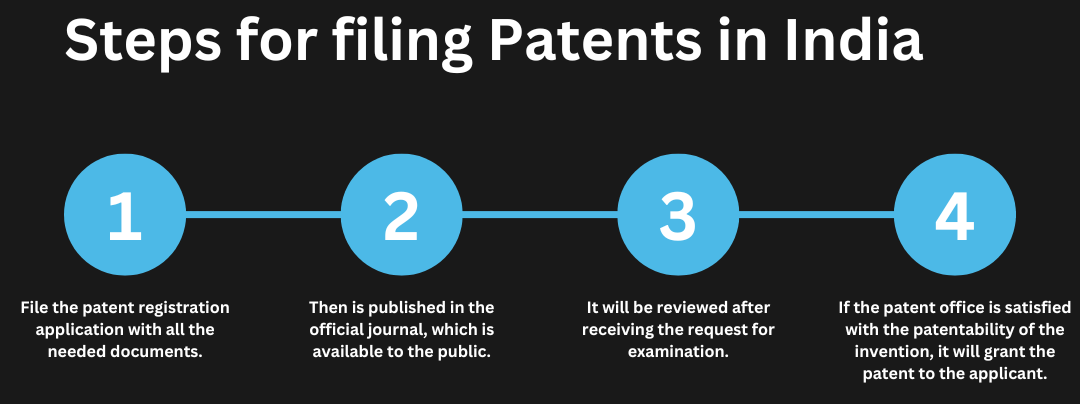 Steps for filing Patents in India
1
2
3
4
File the patent registration
application with all the
needed documents.
Then is published in the
official journal, which is
available to the public.
It will be reviewed after
receiving the request for
examination.
If the patent office is satisfied
with the patentability of the
invention, it will grant the
patent to the applicant.